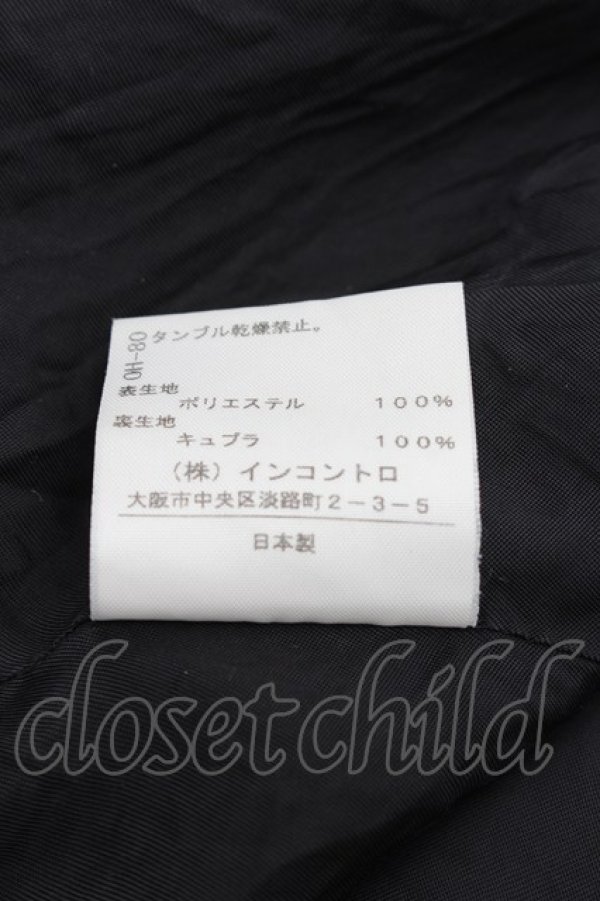 タンブル乾燥禁止。
08-HO
表生地
ポリエステル 100%
裏生地
キュプラ 100%
(株) インコントロ
大阪市中央区淡路町2-3-5
日本製
closet child